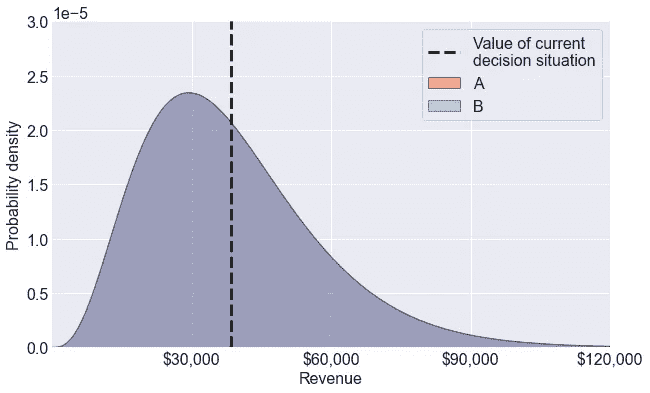 1e−5
3.0
2.5
2.0
1.5
1.0
0.5
0.0
Probability density
Value of current
decision situation
A
B
$30,000 $60,000 $90,000 $120,000
Revenue